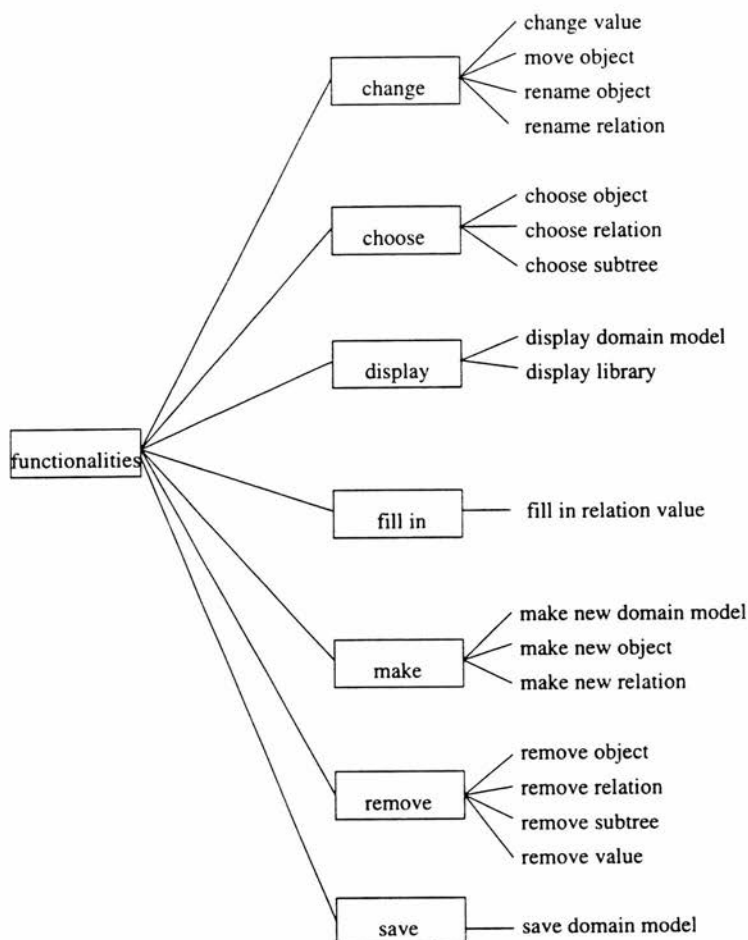 change value
move object
change
rename object
rename relation
choose object
choose
choose relation
choose subtree
display domain model
display
display library
functionalities
fill in
fill in relation value
make new domain model
make new object
make
make new relation
remove object
remove relation
remove
remove subtree
remove value
save
save domain model